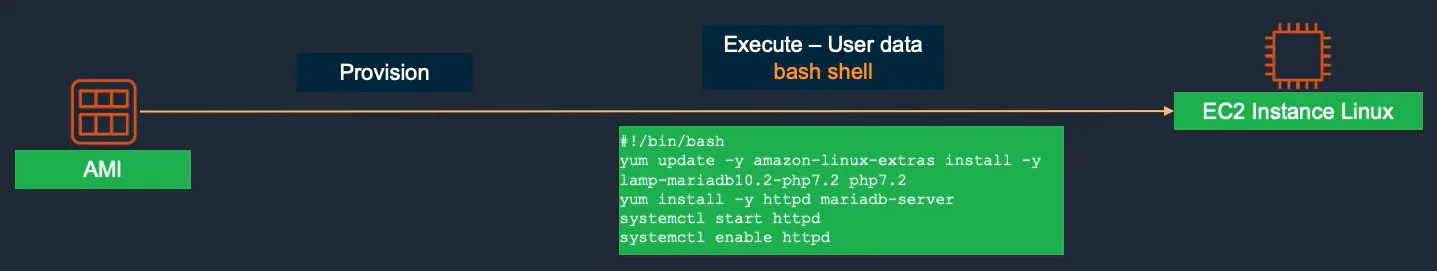 Provision
Execute – User data
bash shell
AMI
EC2 Instance Linux
#!/bin/bash
yum update -y amazon-linux-extras install -y
lamp-mariadb10.2-php7.2 php7.2
yum install -y httpd mariadb-server
systemctl start httpd
systemctl enable httpd